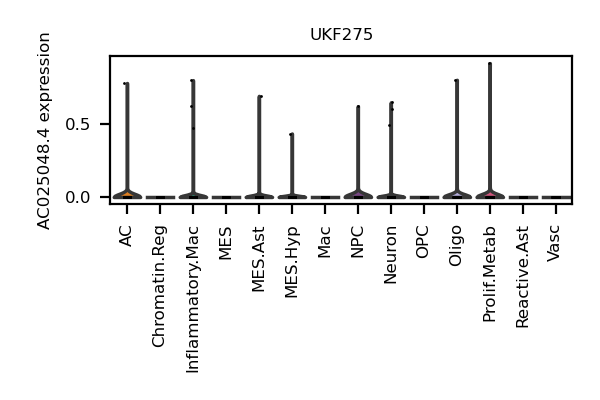 UKF275
AC025048.4 expression
0.5
0.0
AC
Chromatin.Reg
Inflammatory.Mac
MES
MES.Ast
MES.Hyp
Mac
NPC
Neuron
OPC
Oligo
Prolif.Metab
Reactive.Ast
Vasc